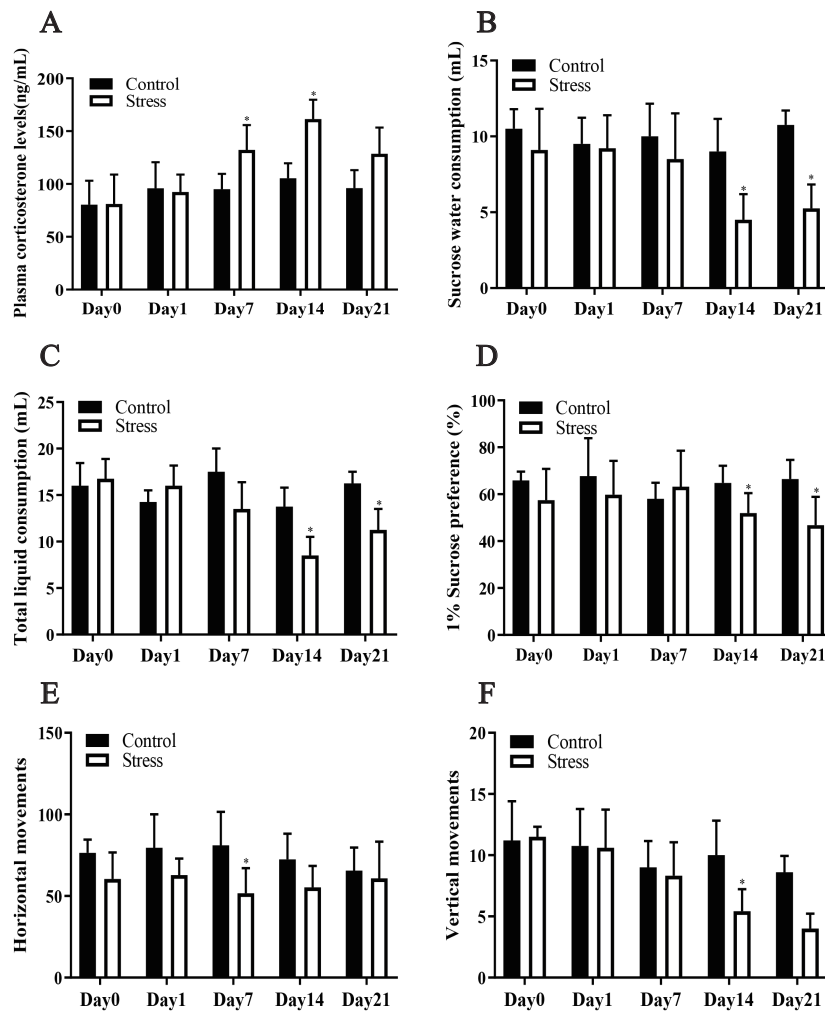 A
Plasma corticosterone levels(ng/mL)
Control
Stress
200
150
100
50
0
*
*
Day0 Day1 Day7 Day14 Day21
B
Sucrose water consumption (mL)
Control
Stress
15
10
5
0
*
*
Day0 Day1 Day7 Day14 Day21
C
Total liquid consumption (mL)
Control
Stress
25
20
15
10
5
0
*
*
Day0 Day1 Day7 Day14 Day21
D
1% Sucrose preference (%)
Control
Stress
100
80
60
40
20
0
*
*
Day0 Day1 Day7 Day14 Day21
E
Horizontal movements
Control
Stress
150
100
50
0
*
Day0 Day1 Day7 Day14 Day21
F
Vertical movements
Control
Stress
20
15
10
5
0
*
Day0 Day1 Day7 Day14 Day21